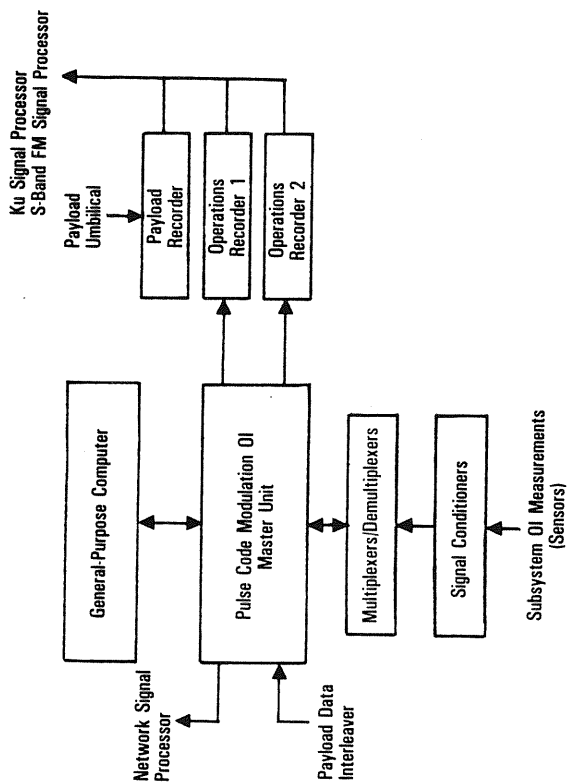 Ku Signal Processor
S-Band FM Signal Processor
Payload
Umbilical
Payload
Recorder
Operations
Recorder 1
Operations
Recorder 2
General-Purpose Computer
Pulse Code Modulation OI
Master Unit
Multiplexers/Demultiplexers
Signal Conditioners
Subsystem OI Measurements
(Sensors)
Network Signal
Processor
Payload Data
Interleaver